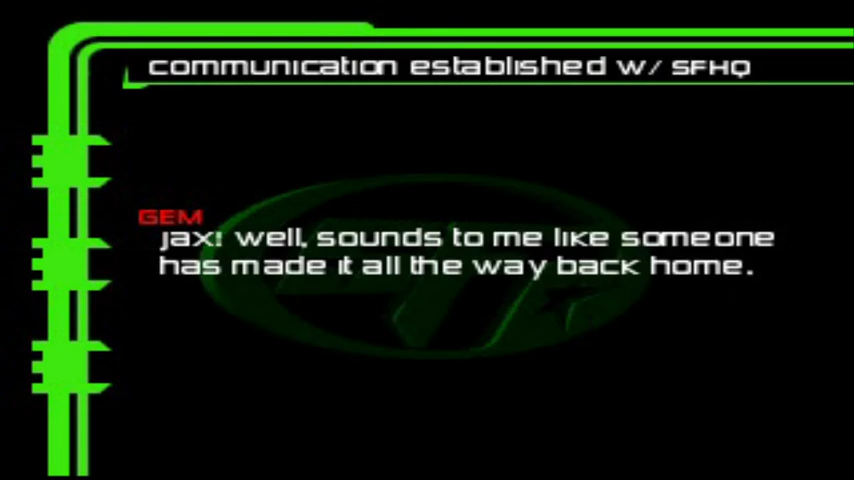 communication established w/ SFHQ
GEM
jax: well, sounds to me like someone
has made it all the way back home.